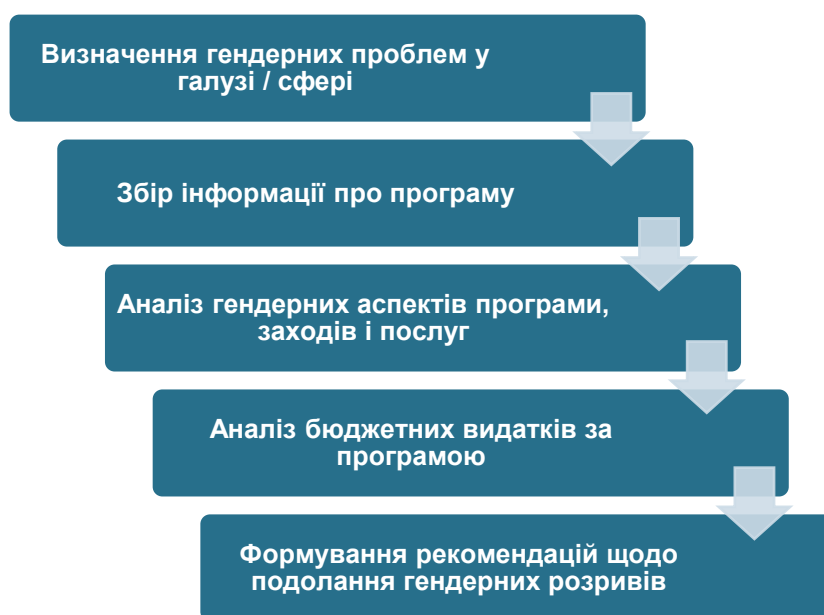 Визначення гендерних проблем у
галузі / сфері
Збір інформації про програму
Аналіз гендерних аспектів програми,
заходів і послуг
Аналіз бюджетних видатків за
програмою
Формування рекомендацій щодо
подолання гендерних розривів